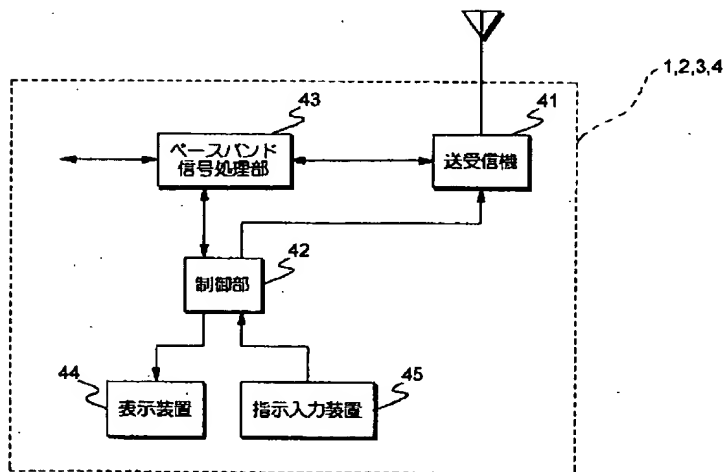 1,2,3,4
43
41
ベースバンド
信号処理部
送受信機
42
制御部
44
45
表示装置
指示入力装置